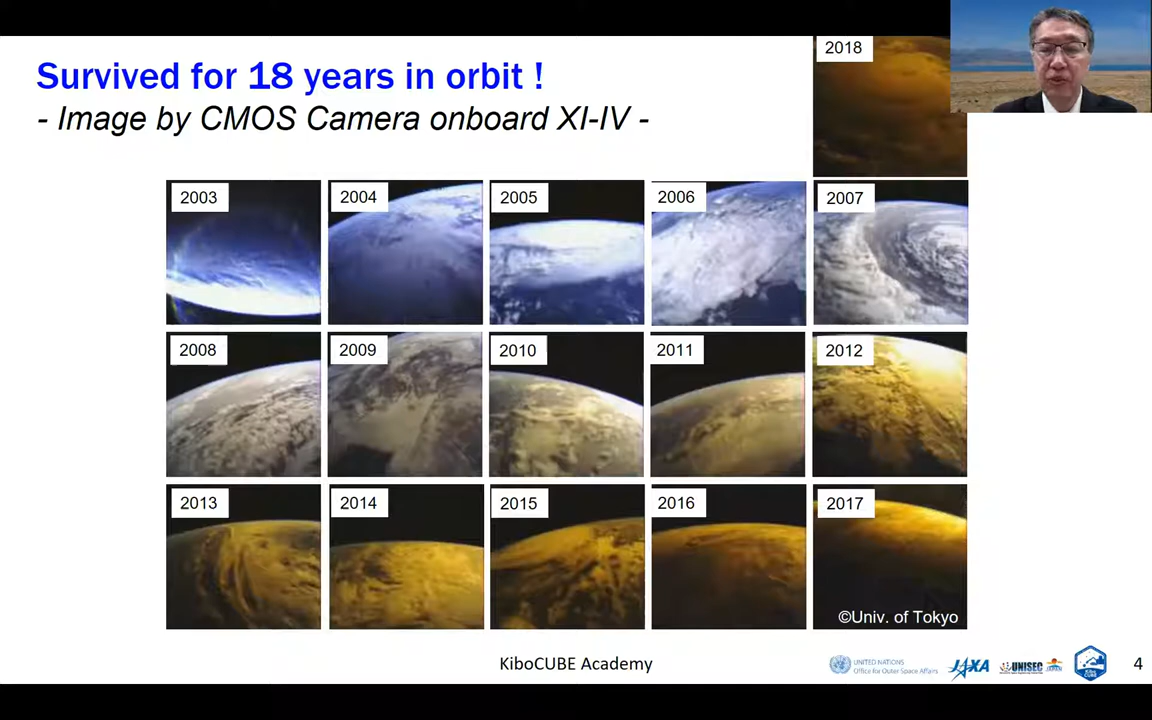 Survived for 18 years in orbit !
- Image by CMOS Camera onboard XI-IV -
2018
2003
2004
2005
2006
2007
2008
2009
2010
2011
2012
2013
2014
2015
2016
2017
©Univ. of Tokyo
KiboCUBE Academy
UNITED NATIONS
Office for Outer Space Affairs
JAXA
UNISEC
KIBO
CUBE
4